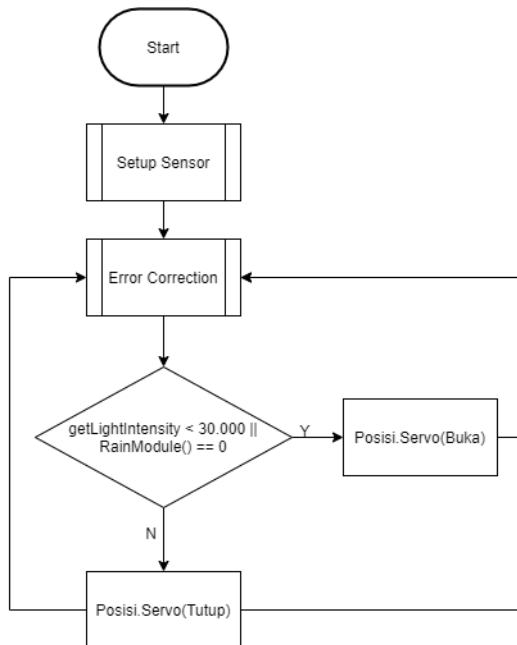 Start
Setup Sensor
Error Correction
getLightIntensity < 30.000 ||
RainModule() == 0
Y
Posisi.Servo(Buka)
N
Posisi.Servo(Tutup)